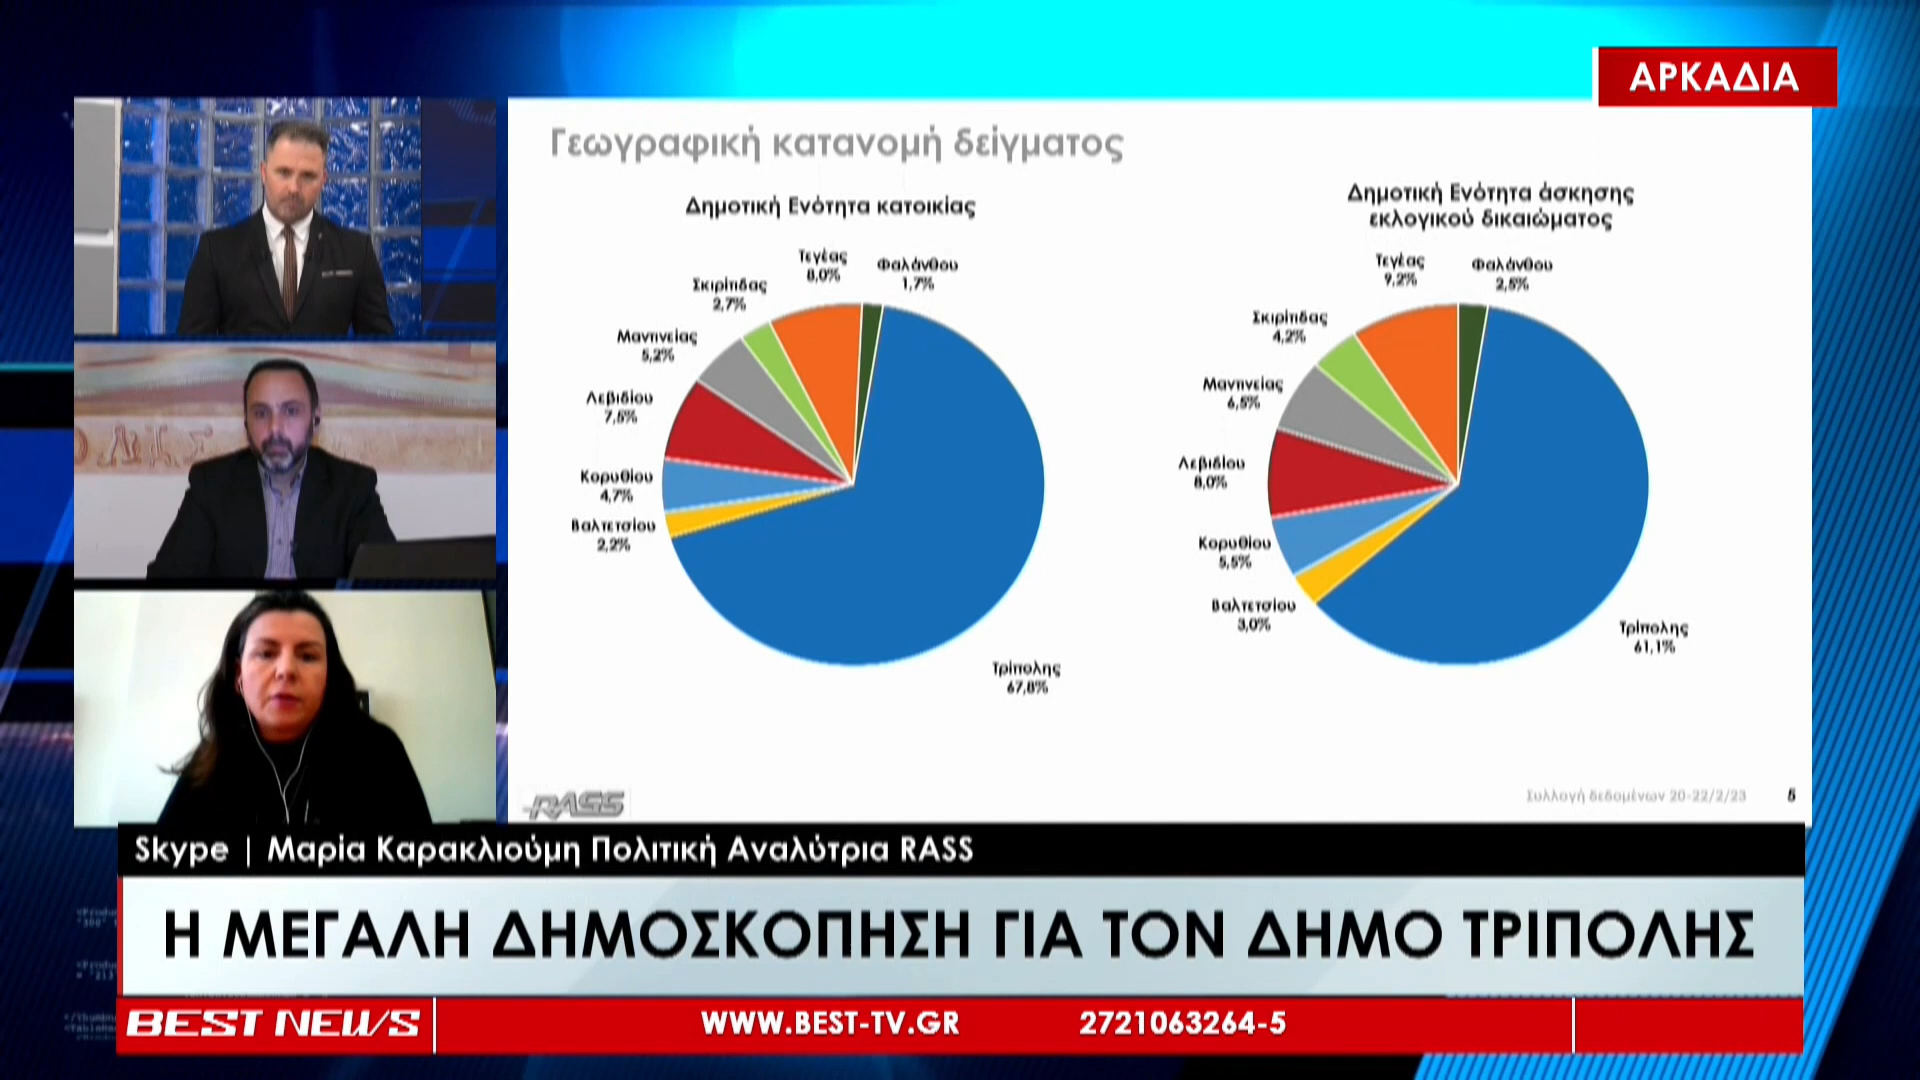 ΑΡΚΑΔΙΑ
Γεωγραφική κατανομή δείγματος
Δημοτική Ενότητα κατοικίας
Τεγέας
8,0%
Φαλάνθου
1,7%
Σκιρίτιδας
2,7%
Μαντινείας
5,2%
Λεβιδίου
7,5%
Κορυθίου
4,7%
Βαλτετσίου
2,2%
Τρίπολης
67,8%
Δημοτική Ενότητα άσκησης
εκλογικού δικαιώματος
Τεγέας
9,2%
Φαλάνθου
2,5%
Σκιρίτιδας
4,2%
Μαντινείας
6,5%
Λεβιδίου
8,0%
Κορυθίου
5,5%
Βαλτετσίου
3,0%
Τρίπολης
61,1%
RASS
Συλλογή δεδομένων 20-22/2/23
5
Skype | Μαρία Καρακλιούμη Πολιτική Αναλύτρια RASS
Η ΜΕΓΑΛΗ ΔΗΜΟΣΚΟΠΗΣΗ ΓΙΑ ΤΟΝ ΔΗΜΟ ΤΡΙΠΟΛΗΣ
BEST NEWS
WWW.BEST-TV.GR
2721063264-5